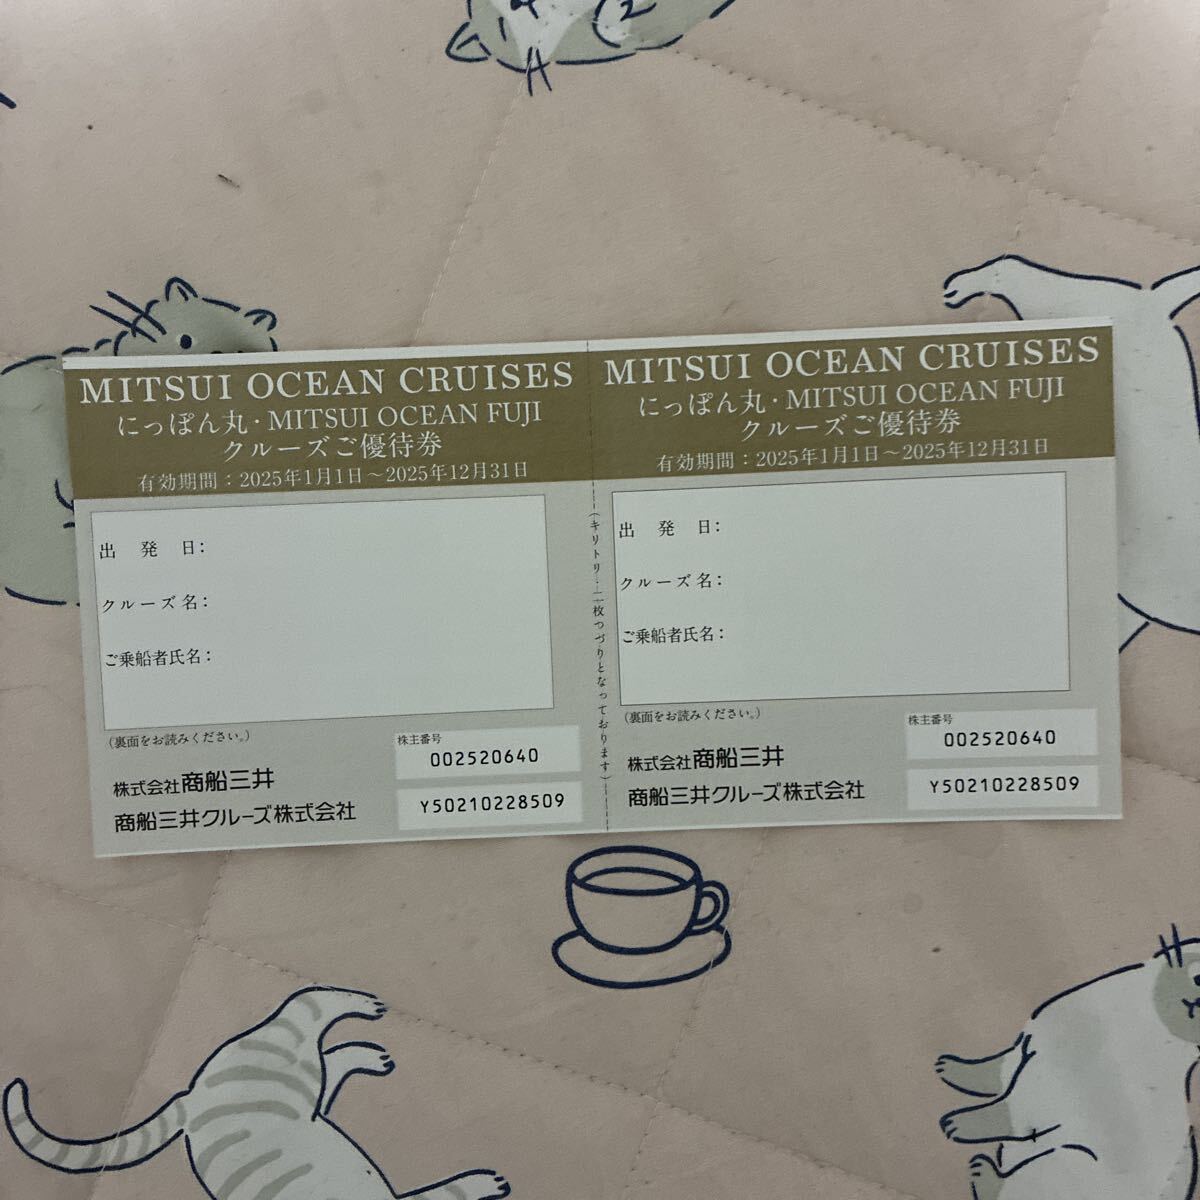 MITSUI OCEAN CRUISES
にっぽん丸・MITSUI OCEAN FUJI
クルーズご優待券
有効期間：2025年1月1日～2025年12月31日
出　発　日：
クルーズ名：
ご乗船者氏名：
（裏面をお読みください。）
株主番号
002520640
Y50210228509
株式会社商船三井
商船三井クルーズ株式会社
（キリトリ・二枚つづりとなっております）
MITSUI OCEAN CRUISES
にっぽん丸・MITSUI OCEAN FUJI
クルーズご優待券
有効期間：2025年1月1日～2025年12月31日
出　発　日：
クルーズ名：
ご乗船者氏名：
（裏面をお読みください。）
株主番号
002520640
Y50210228509
株式会社商船三井
商船三井クルーズ株式会社